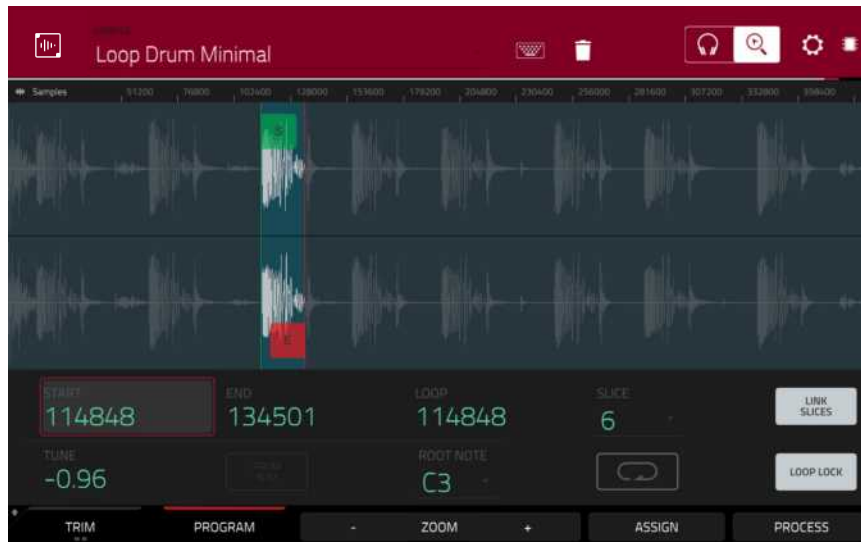 Loop Drum Minimal
Samples 51200 76800 102400 128000 153600 179200 204800 230400 256000 281600 307200 332800 358400
S
E
START END LOOP SLICE
114848 134501 114848 6 LINK SLICES
TUNE ROOT NOTE
-0.96 C3 LOOP LOCK
TRIM PROGRAM - ZOOM + ASSIGN PROCESS